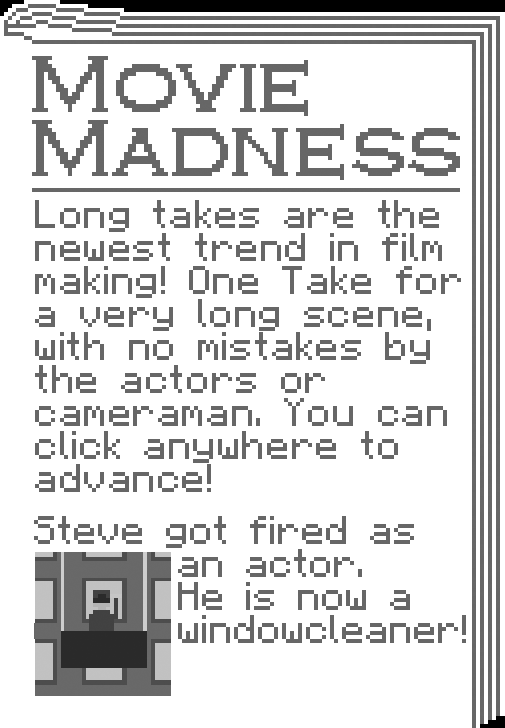 Movie
Madness
Long takes are the
newest trend in film
making! One Take for
a very long scene,
with no mistakes by
the actors or
cameraman. You can
click anywhere to
advance!
Steve got fired as
an actor.
He is now a
windowcleaner!